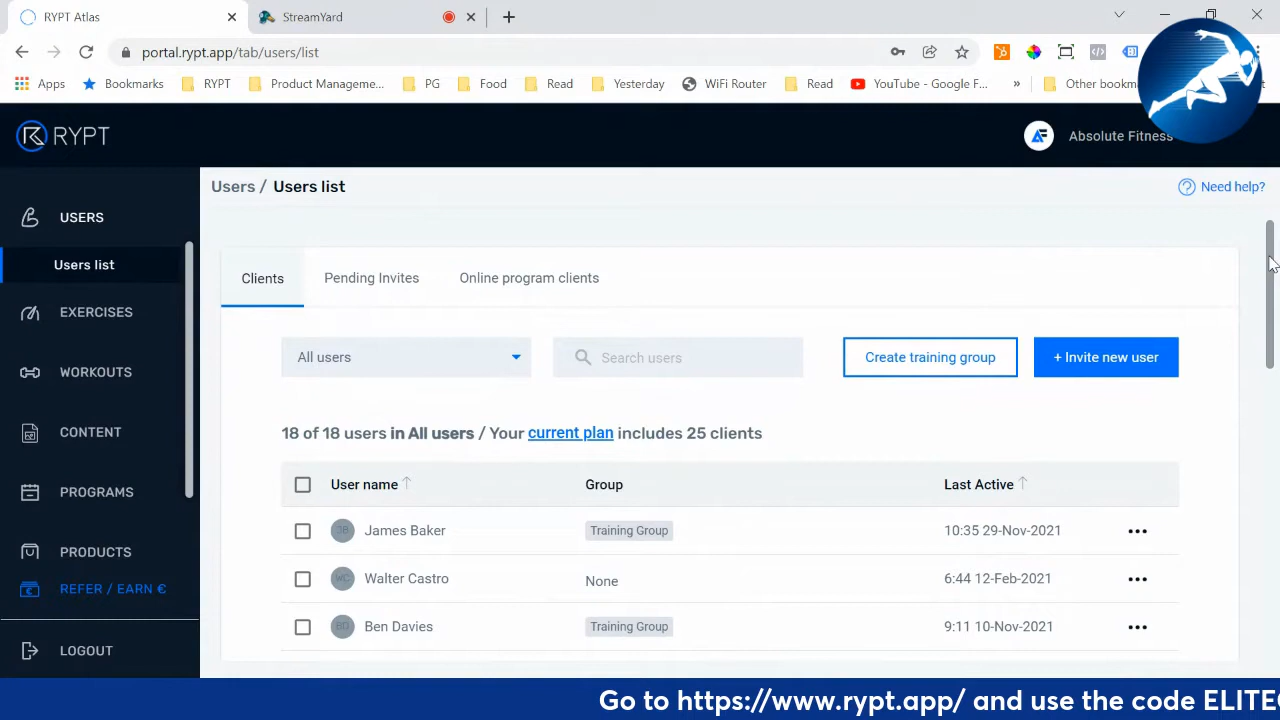 RYPT Atlas
StreamYard
portal.rypt.app/tab/users/list
Apps
Bookmarks
RYPT
Product Management...
PG
Food
Read
Yesterday
WiFi Router
Read
YouTube - Google F...
»
Other bookm
RYPT
Absolute Fitness
USERS
Users list
EXERCISES
WORKOUTS
CONTENT
PROGRAMS
PRODUCTS
REFER / EARN €
LOGOUT
Users / Users list
Need help?
Clients
Pending Invites
Online program clients
All users
Search users
Create training group
+ Invite new user
18 of 18 users in All users / Your current plan includes 25 clients
User name
Group
Last Active
JB
James Baker
Training Group
10:35 29-Nov-2021
WC
Walter Castro
None
6:44 12-Feb-2021
BD
Ben Davies
Training Group
9:11 10-Nov-2021
Go to https://www.rypt.app/ and use the code ELITE